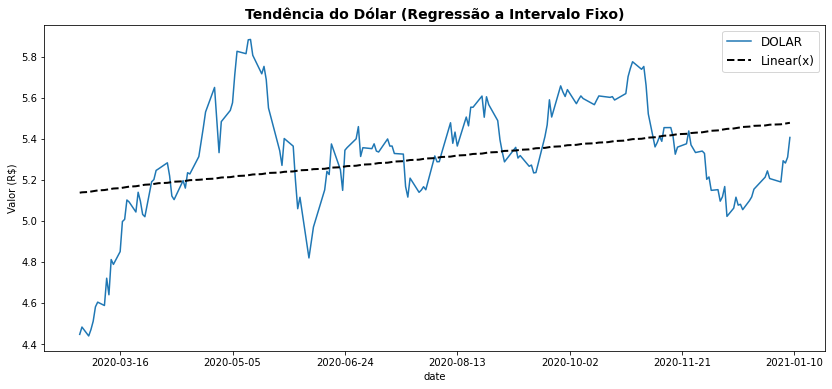 Tendência do Dólar (Regressão a Intervalo Fixo)
DOLAR
Linear(x)
Valor (R$)
5.8
5.6
5.4
5.2
5.0
4.8
4.6
4.4
2020-03-16 2020-05-05 2020-06-24 2020-08-13 2020-10-02 2020-11-21 2021-01-10
date